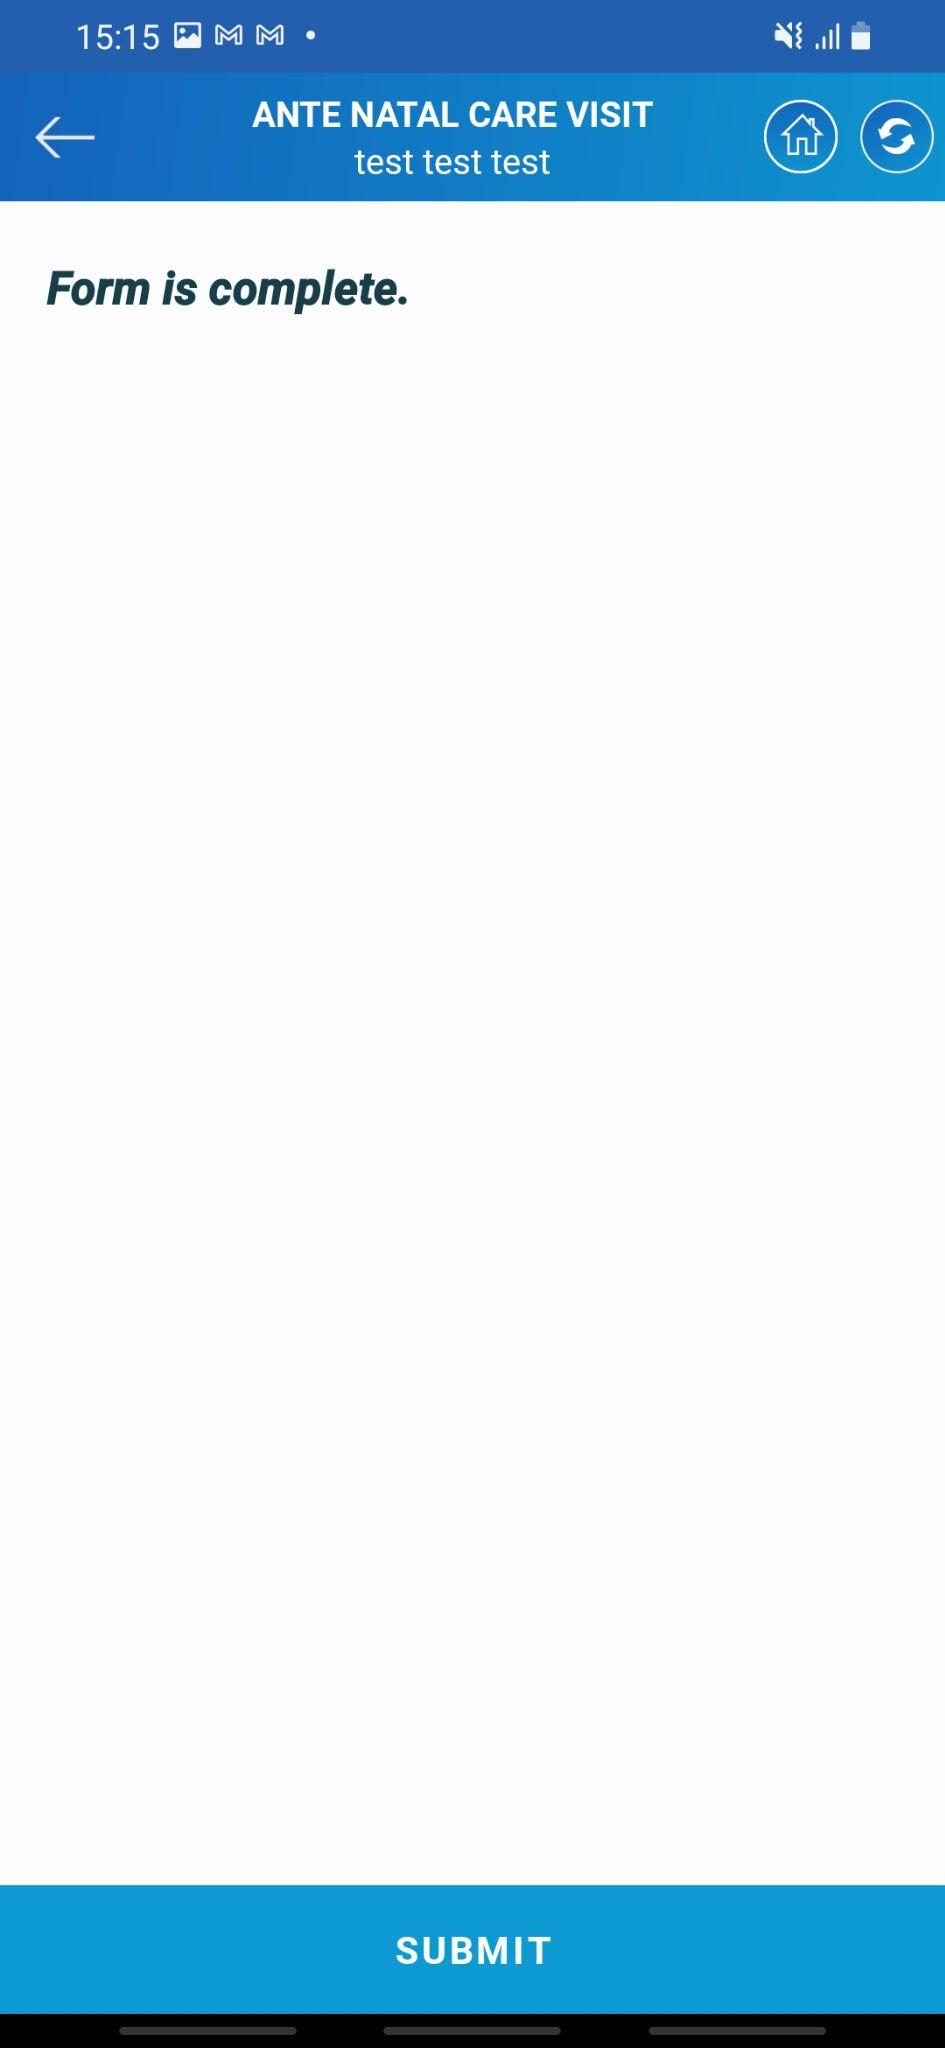 15:15
ANTE NATAL CARE VISIT
test test test
Form is complete.
SUBMIT